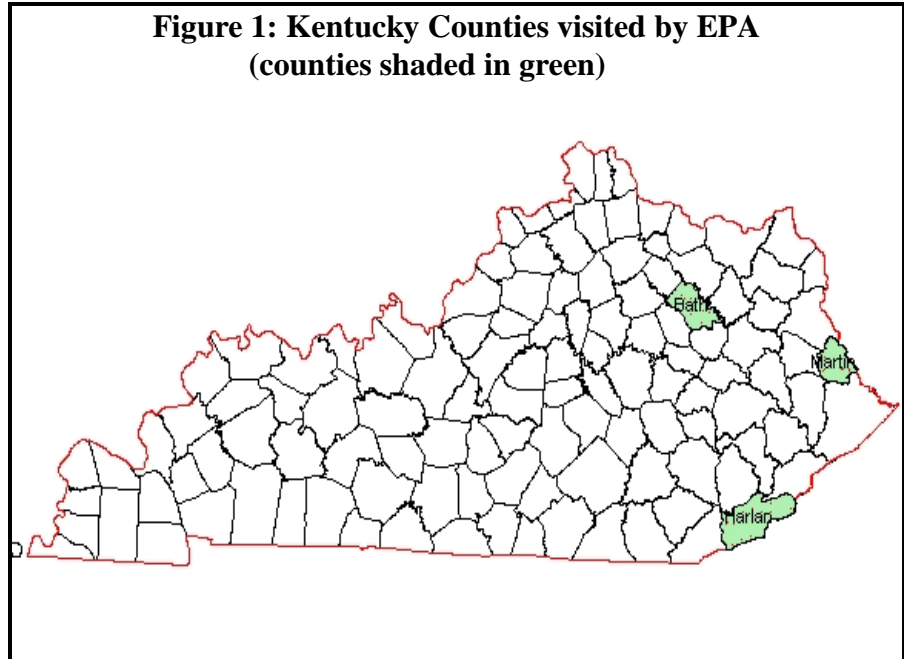 Figure 1: Kentucky Counties visited by EPA
(counties shaded in green)
Bath
Martin
Harlan